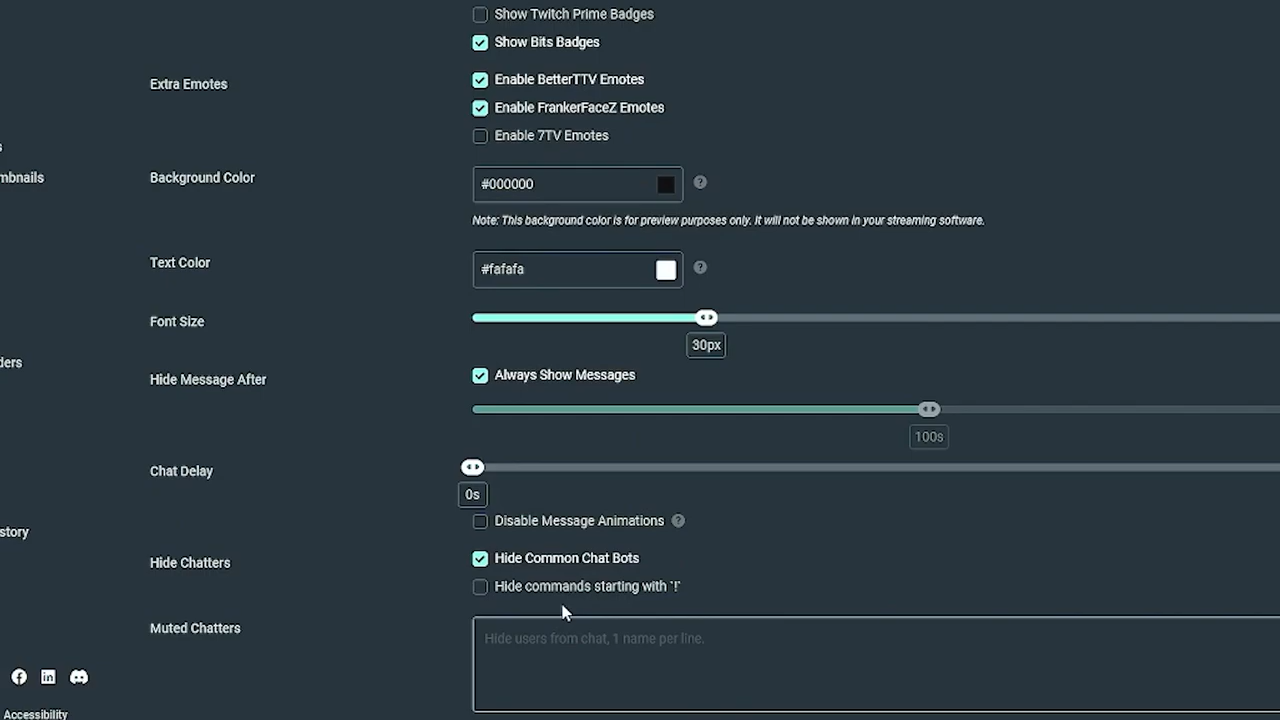 Show Twitch Prime Badges
Show Bits Badges
Extra Emotes
Enable BetterTTV Emotes
Enable FrankerFaceZ Emotes
Enable 7TV Emotes
s
mbnails
Background Color
#000000
?
Note: This background color is for preview purposes only. It will not be shown in your streaming software.
Text Color
#fafafa
?
Font Size
30px
ders
Hide Message After
Always Show Messages
100s
Chat Delay
0s
Disable Message Animations
?
story
Hide Chatters
Hide Common Chat Bots
Hide commands starting with `!`
Muted Chatters
Hide users from chat, 1 name per line.
Accessibility